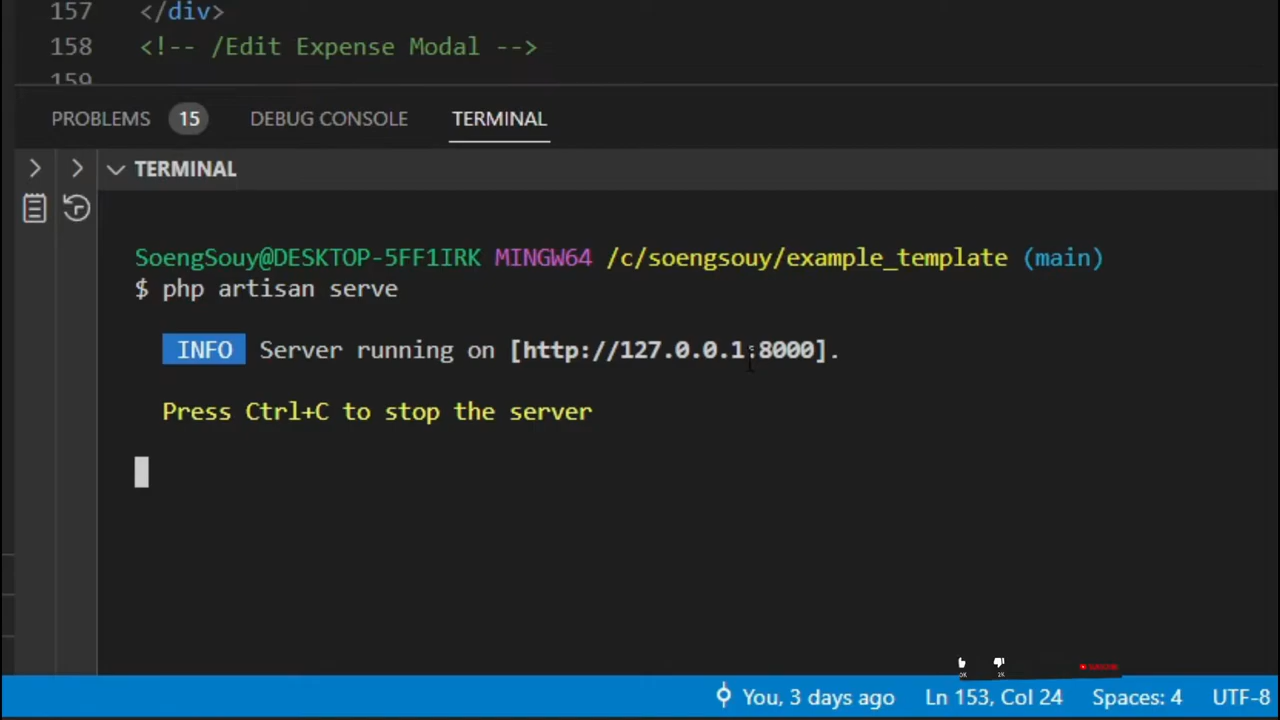 157 </div>
158 <!-- /Edit Expense Modal -->
159
PROBLEMS 15 DEBUG CONSOLE TERMINAL
TERMINAL
SoengSouy@DESKTOP-5FF1IRK MINGW64 /c/soengsouy/example_template (main)
$ php artisan serve
INFO Server running on [http://127.0.0.1:8000].
Press Ctrl+C to stop the server
You, 3 days ago Ln 153, Col 24 Spaces: 4 UTF-8